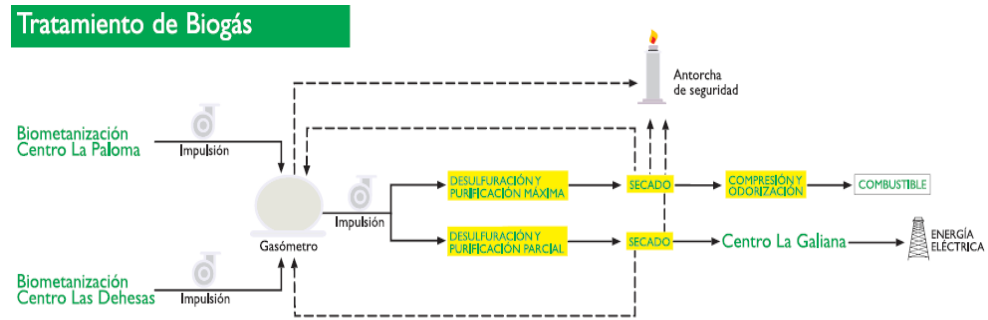 Tratamiento de Biogás
Antorcha
de seguridad
Biometanización
Centro La Paloma
Impulsión
DESULFURACIÓN Y
PURIFICACIÓN MÁXIMA
SECADO
COMPRESIÓN Y
ODORIZACIÓN
COMBUSTIBLE
Impulsión
Gasómetro
DESULFURACIÓN Y
PURIFICACIÓN PARCIAL
SECADO
Centro La Galiana
ENERGÍA
ELÉCTRICA
Biometanización
Centro Las Dehesas
Impulsión